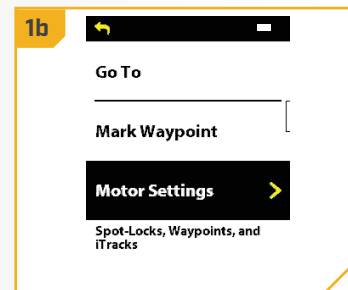 1b
Go To
Mark Waypoint
Motor Settings
Spot-Locks, Waypoints, and
iTracks